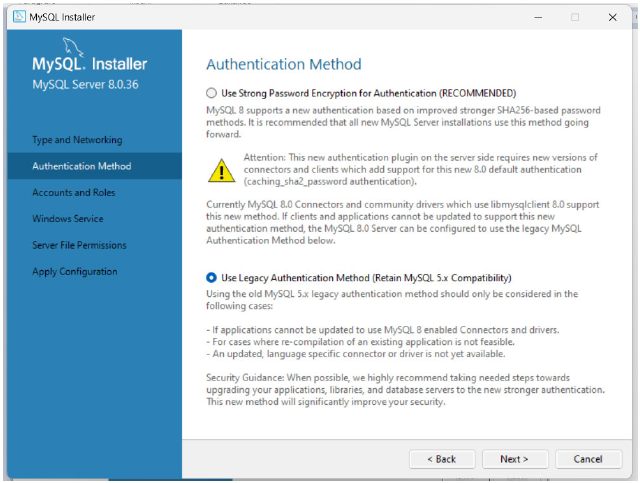 MySQL Installer
MySQL. Installer
MySQL Server 8.0.36
Type and Networking
Authentication Method
Accounts and Roles
Windows Service
Server File Permissions
Apply Configuration
Authentication Method
Use Strong Password Encryption for Authentication (RECOMMENDED)
MySQL 8 supports a new authentication based on improved stronger SHA256-based password
methods. It is recommended that all new MySQL Server installations use this method going
forward.
Attention: This new authentication plugin on the server side requires new versions of
connectors and clients which add support for this new 8.0 default authentication
(caching_sha2_password authentication).
Currently MySQL 8.0 Connectors and community drivers which use libmysqlclient 8.0 support
this new method. If clients and applications cannot be updated to support this new
authentication method, the MySQL 8.0 Server can be configured to use the legacy MySQL
Authentication Method below.
Use Legacy Authentication Method (Retain MySQL 5.x Compatibility)
Using the old MySQL 5.x legacy authentication method should only be considered in the
following cases:
- If applications cannot be updated to use MySQL 8 enabled Connectors and drivers.
- For cases where re-compilation of an existing application is not feasible.
- An updated, language specific connector or driver is not yet available.
Security Guidance: When possible, we highly recommend taking needed steps towards
upgrading your applications, libraries, and database servers to the new stronger authentication.
This new method will significantly improve your security.
< Back
Next >
Cancel